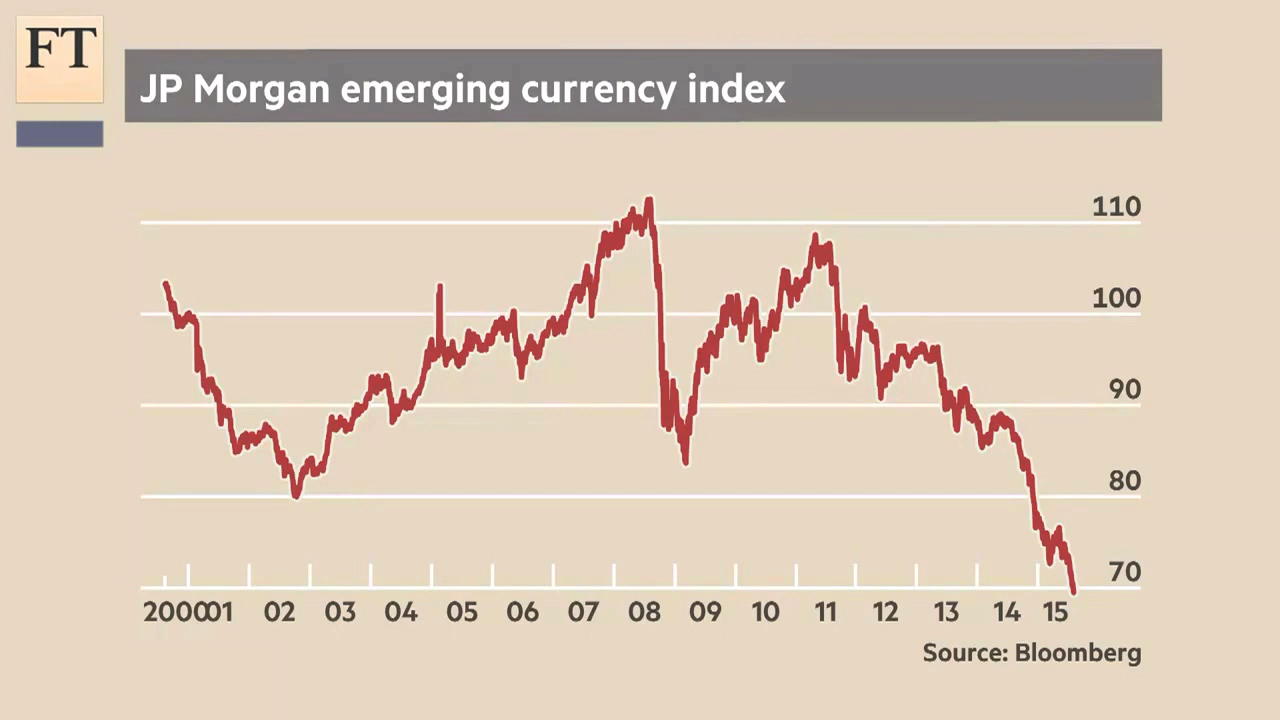 FT
JP Morgan emerging currency index
110
100
90
80
70
2000 01 02 03 04 05 06 07 08 09 10 11 12 13 14 15
Source: Bloomberg